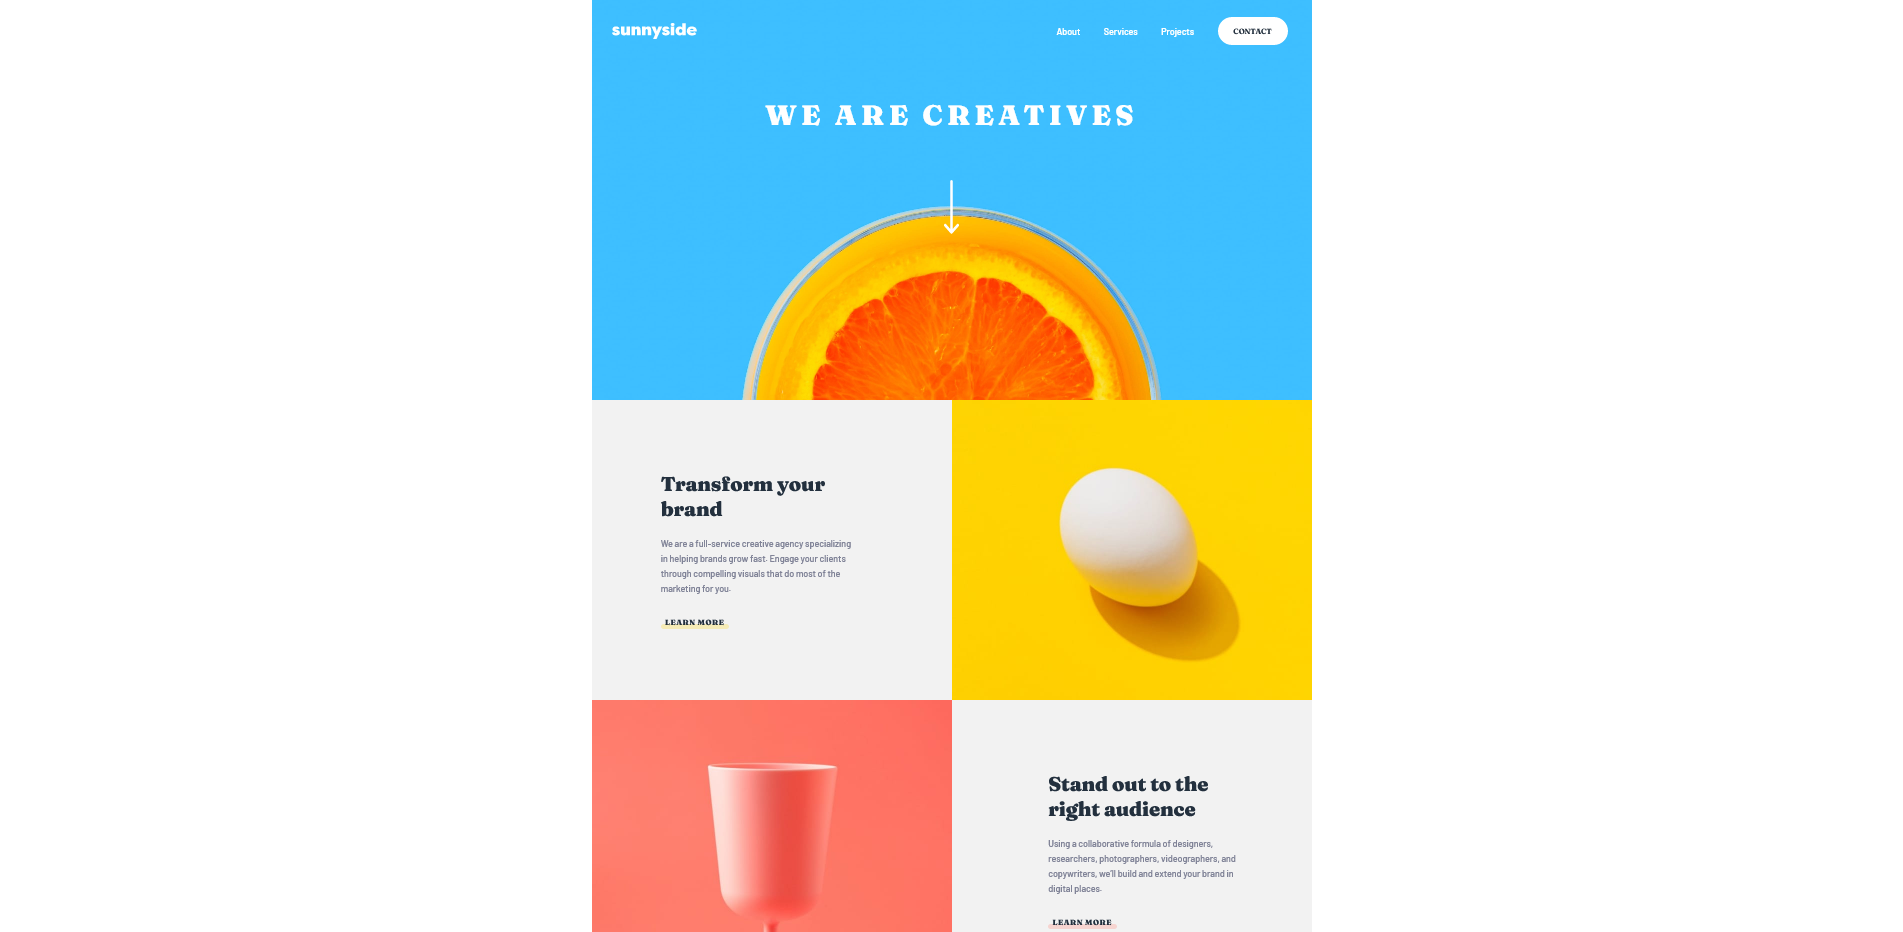 sunnyside
About Services Projects CONTACT
WE ARE CREATIVES
Transform your
brand
We are a full-service creative agency specializing
in helping brands grow fast. Engage your clients
through compelling visuals that do most of the
marketing for you.
LEARN MORE
Stand out to the
right audience
Using a collaborative formula of designers,
researchers, photographers, videographers, and
copywriters, we'll build and extend your brand in
digital places.
LEARN MORE